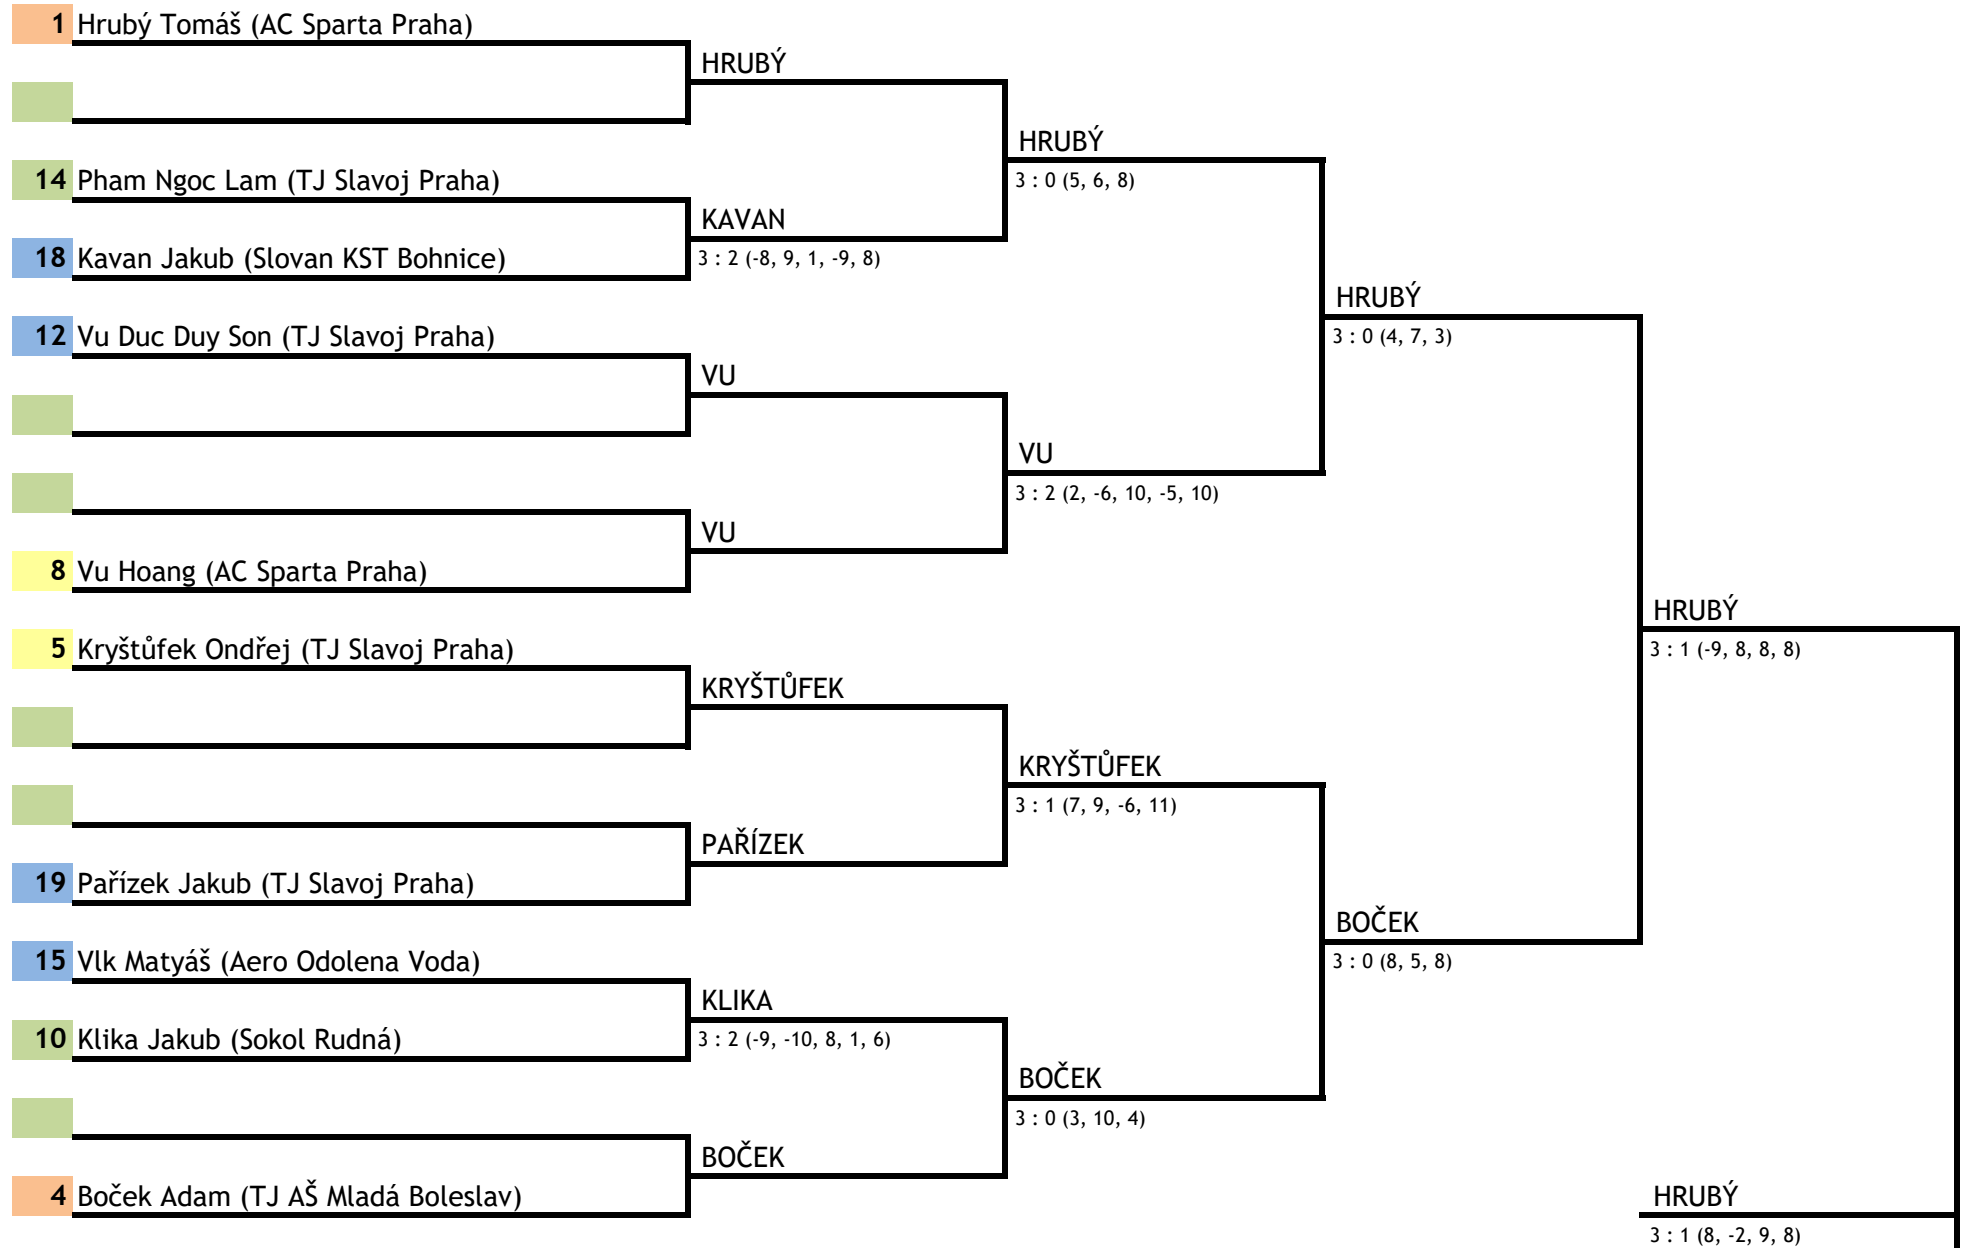 1 Hrubý Tomáš (AC Sparta Praha)
HRUBÝ
HRUBÝ
14 Pham Ngoc Lam (TJ Slavoj Praha)
3 : 0 (5, 6, 8)
KAVAN
18 Kavan Jakub (Slovan KST Bohnice)
3 : 2 (-8, 9, 1, -9, 8)
HRUBÝ
12 Vu Duc Duy Son (TJ Slavoj Praha)
3 : 0 (4, 7, 3)
VU
VU
3 : 2 (2, -6, 10, -5, 10)
VU
8 Vu Hoang (AC Sparta Praha)
HRUBÝ
5 Kryštůfek Ondřej (TJ Slavoj Praha)
3 : 1 (-9, 8, 8, 8)
KRYŠTŮFEK
KRYŠTŮFEK
3 : 1 (7, 9, -6, 11)
PAŘÍZEK
19 Pařízek Jakub (TJ Slavoj Praha)
BOČEK
15 Vlk Matyáš (Aero Odolena Voda)
3 : 0 (8, 5, 8)
KLIKA
10 Klika Jakub (Sokol Rudná)
3 : 2 (-9, -10, 8, 1, 6)
BOČEK
3 : 0 (3, 10, 4)
BOČEK
4 Boček Adam (TJ AŠ Mladá Boleslav)
HRUBÝ
3 : 1 (8, -2, 9, 8)